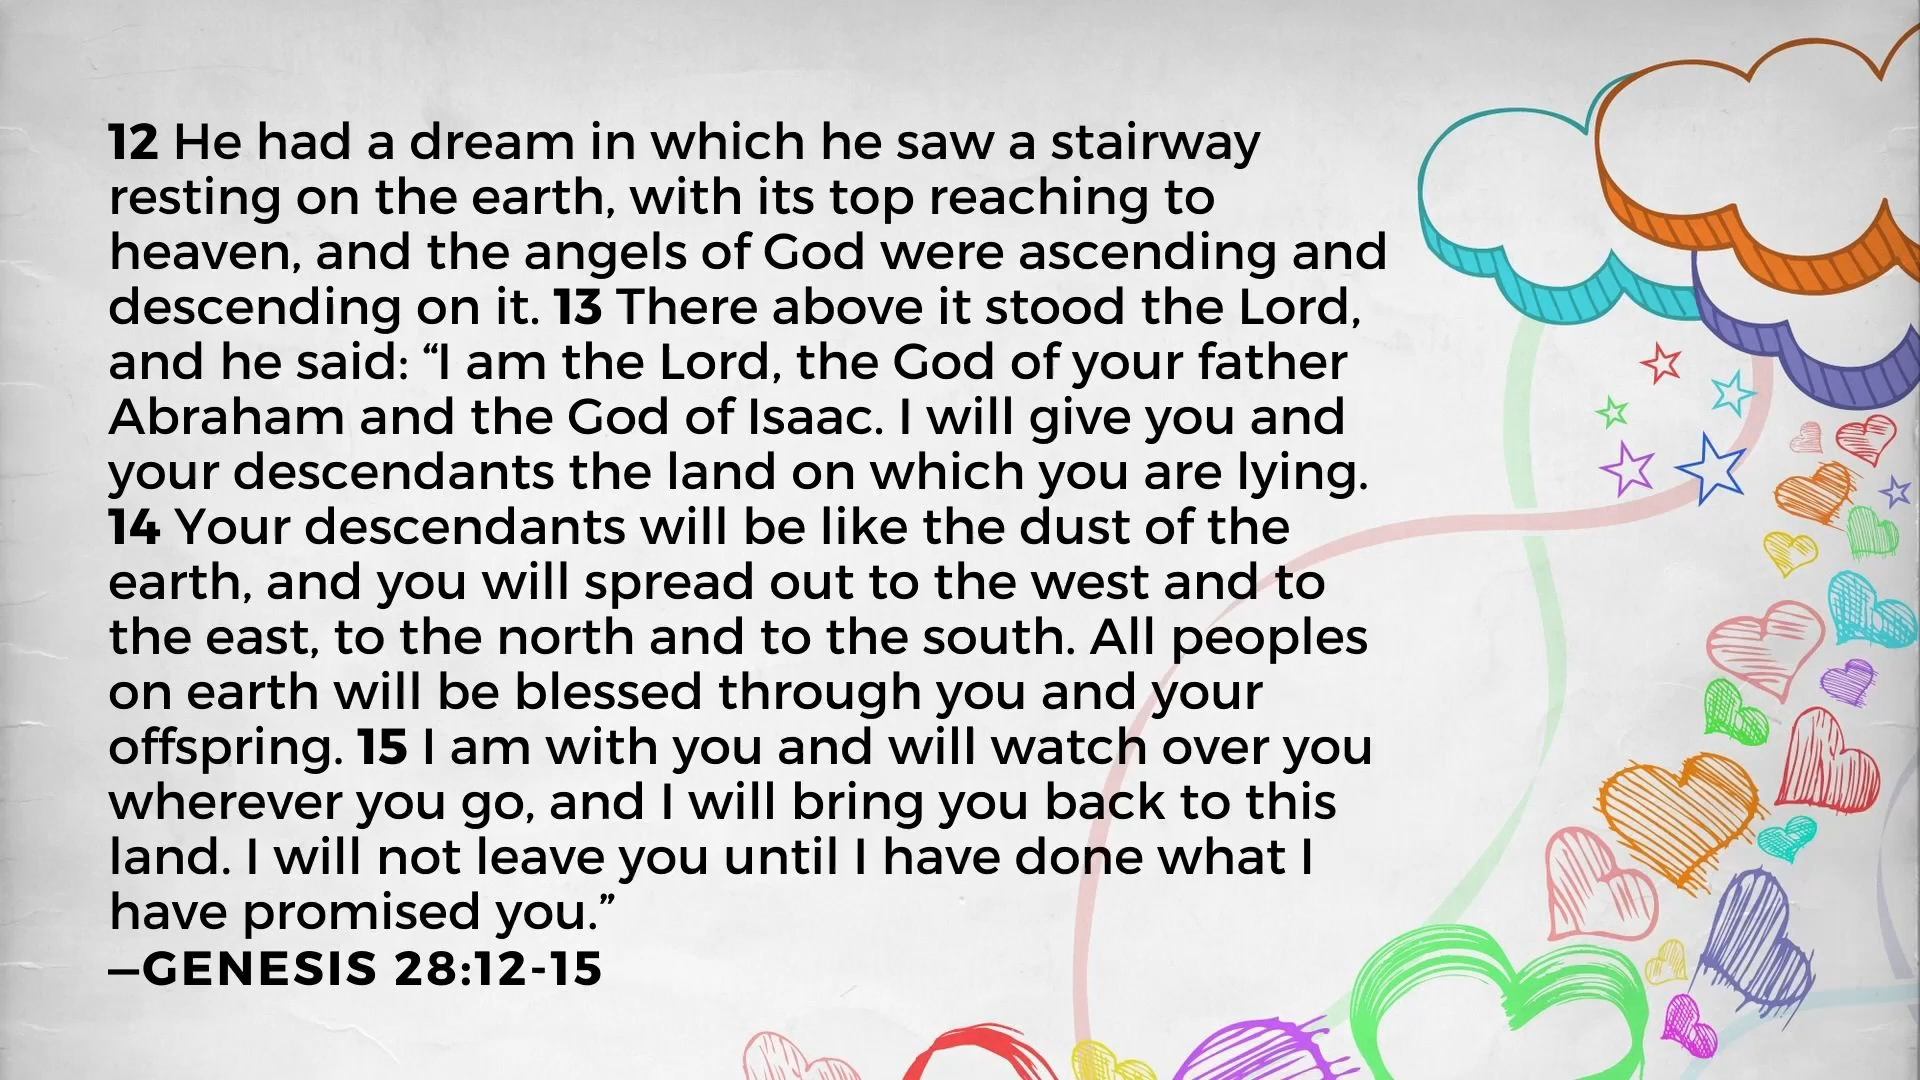 12 He had a dream in which he saw a stairway
resting on the earth, with its top reaching to
heaven, and the angels of God were ascending and
descending on it. 13 There above it stood the Lord,
and he said: “I am the Lord, the God of your father
Abraham and the God of Isaac. I will give you and
your descendants the land on which you are lying.
14 Your descendants will be like the dust of the
earth, and you will spread out to the west and to
the east, to the north and to the south. All peoples
on earth will be blessed through you and your
offspring. 15 I am with you and will watch over you
wherever you go, and I will bring you back to this
land. I will not leave you until I have done what I
have promised you.”
—GENESIS 28:12-15